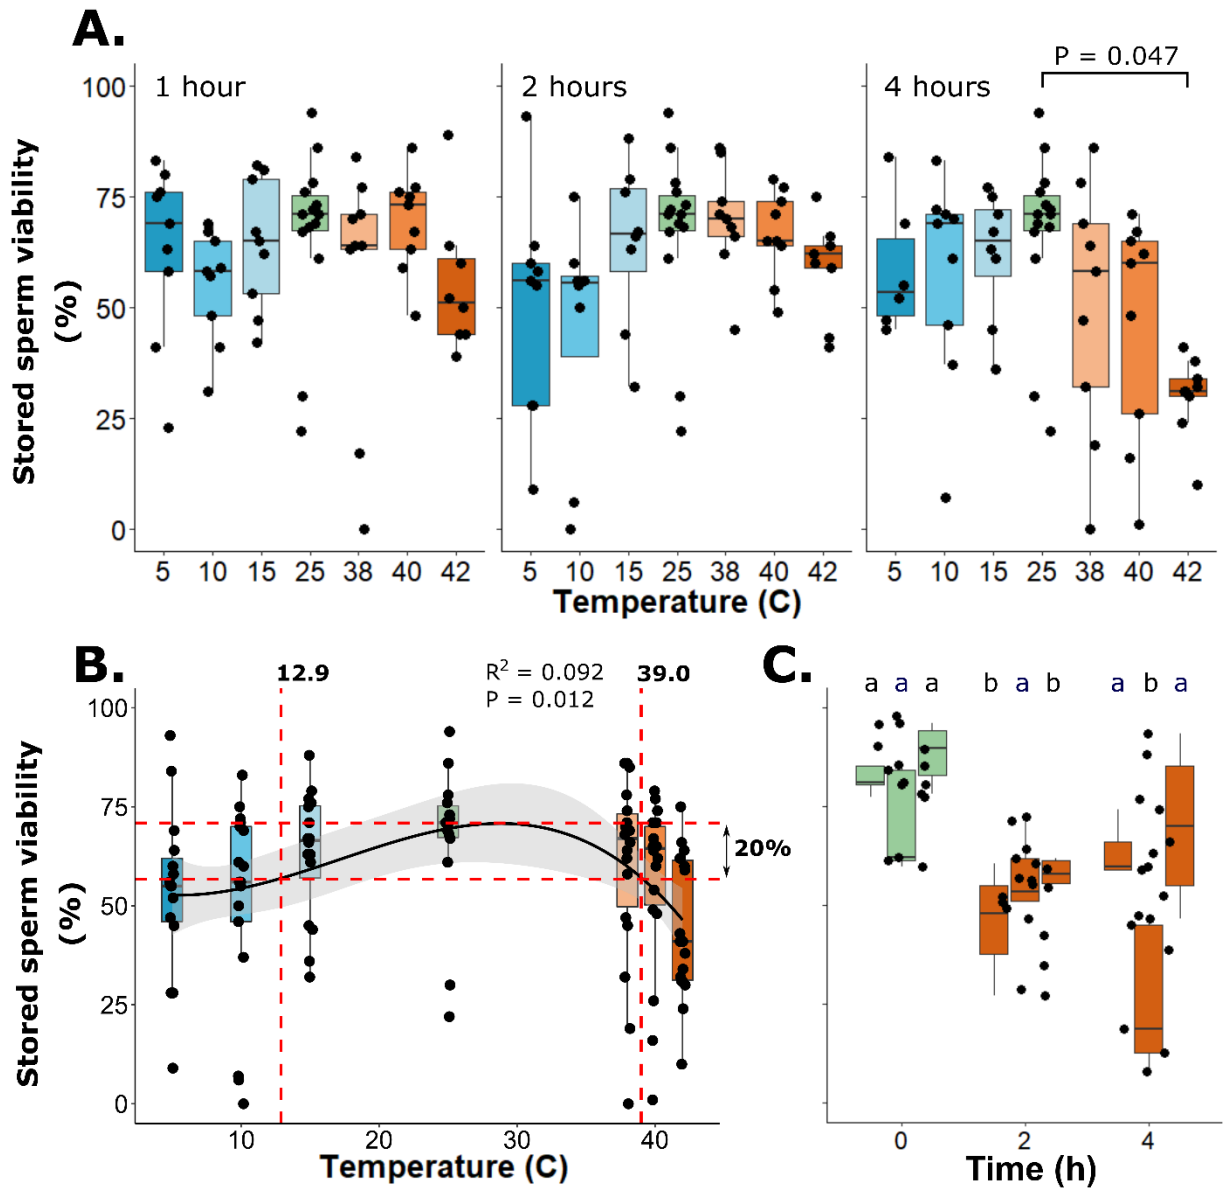 A.
P = 0.047
1 hour
2 hours
4 hours
Stored sperm viability
(%)
100
75
50
25
0
5 10 15 25 38 40 42
5 10 15 25 38 40 42
5 10 15 25 38 40 42
Temperature (C)
B.
12.9
R² = 0.092
P = 0.012
39.0
Stored sperm viability
(%)
100
75
50
25
0
20%
10 20 30 40
Temperature (C)
C.
a a a b a b a b a
0 2 4
Time (h)